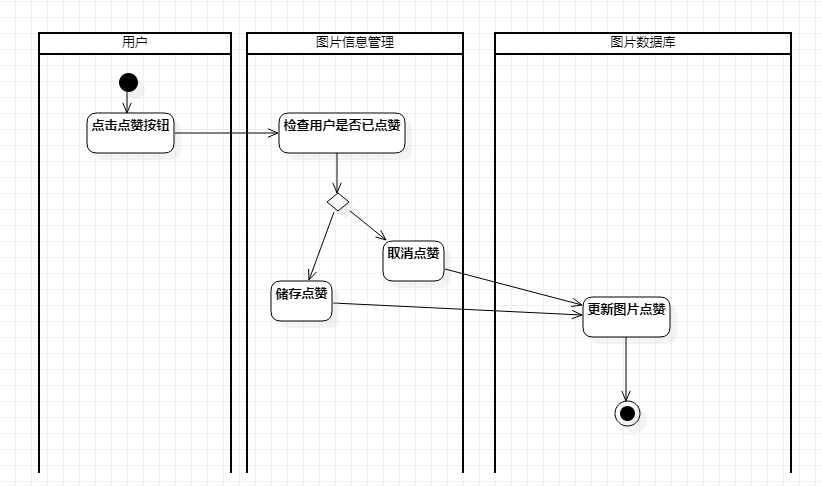 用户
图片信息管理
图片数据库
点击点赞按钮
检查用户是否已点赞
取消点赞
储存点赞
更新图片点赞